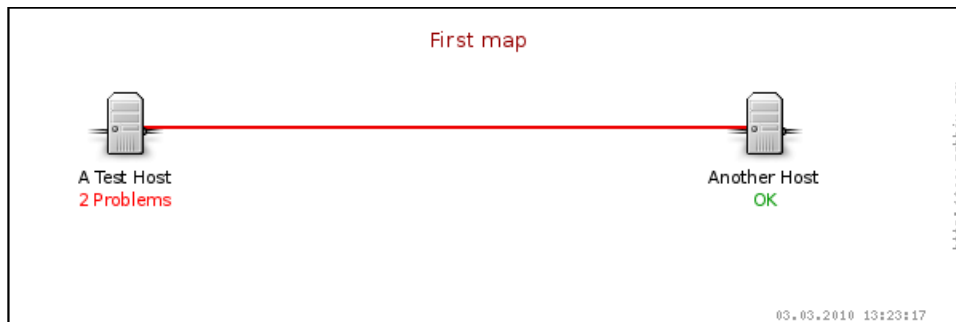 First map
A Test Host
2 Problems
Another Host
OK
03.03.2010 13:23:17